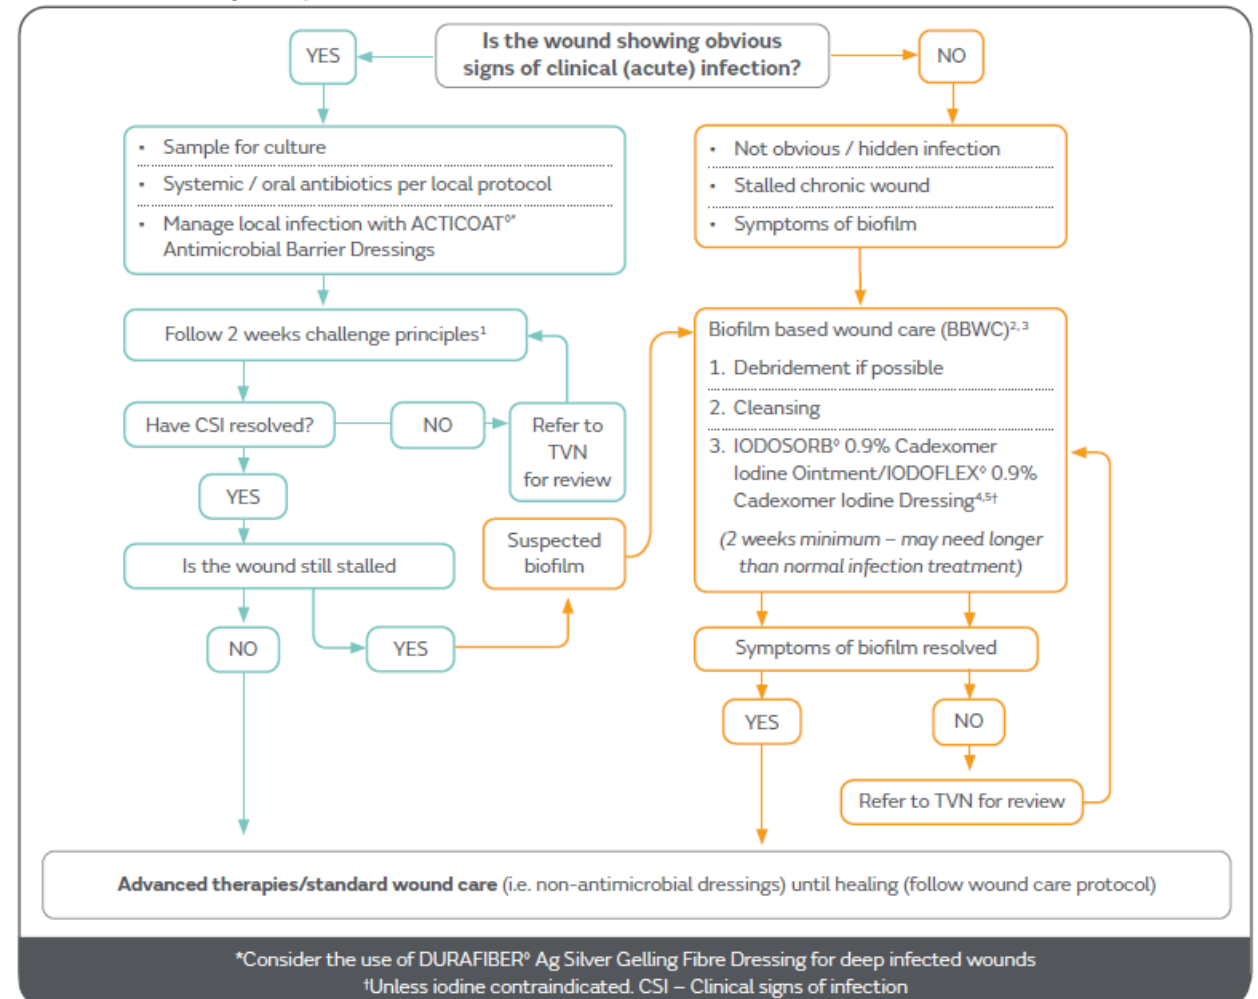 Is the wound showing obvious
signs of clinical (acute) infection?
YES
NO
• Sample for culture
• Systemic / oral antibiotics per local protocol
• Manage local infection with ACTICOAT◊*
Antimicrobial Barrier Dressings
Follow 2 weeks challenge principles¹
Have CSI resolved?
NO
Refer to
TVN
for review
YES
Is the wound still stalled
NO
YES
Suspected
biofilm
• Not obvious / hidden infection
• Stalled chronic wound
• Symptoms of biofilm
Biofilm based wound care (BBWC)²,³
1. Debridement if possible
2. Cleansing
3. IODOSORB◊ 0.9% Cadexomer
Iodine Ointment/IODOFLEX◊ 0.9%
Cadexomer Iodine Dressing⁴,⁵†
(2 weeks minimum – may need longer
than normal infection treatment)
Symptoms of biofilm resolved
YES
NO
Refer to TVN for review
Advanced therapies/standard wound care (i.e. non-antimicrobial dressings) until healing (follow wound care protocol)
*Consider the use of DURAFIBER◊ Ag Silver Gelling Fibre Dressing for deep infected wounds
†Unless iodine contraindicated. CSI – Clinical signs of infection